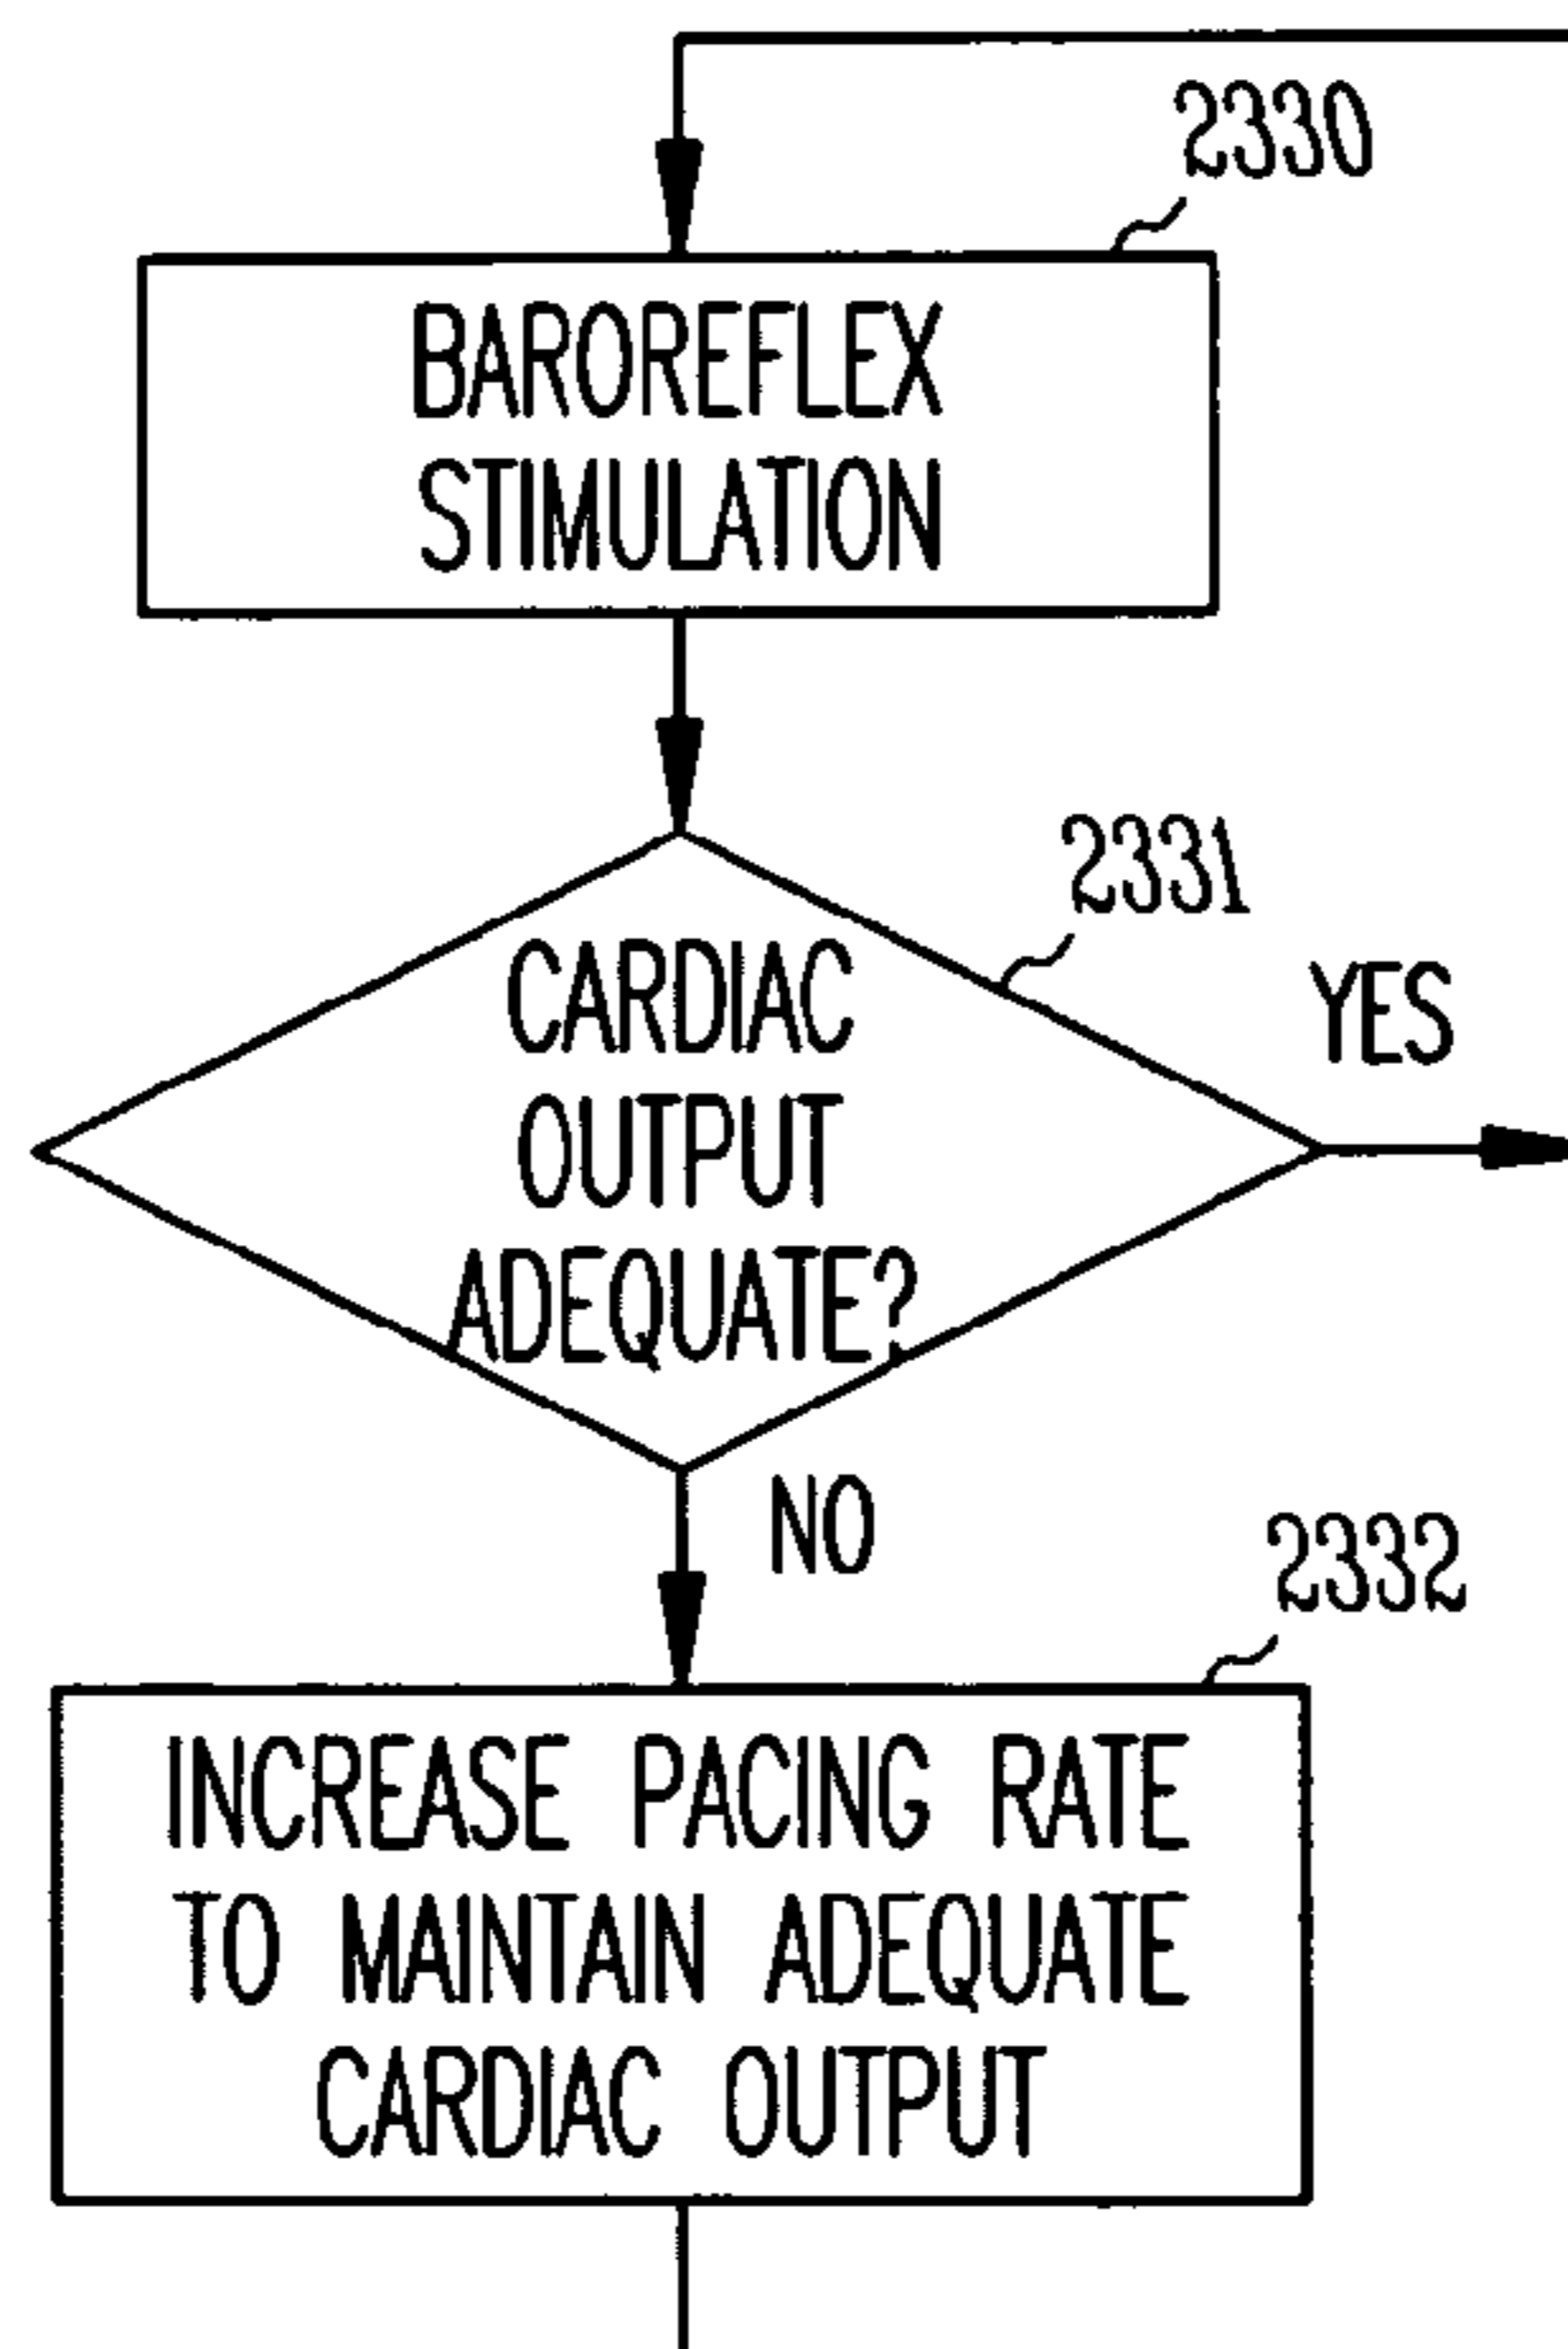 2330
BAROREFLEX
STIMULATION
2331
CARDIAC
OUTPUT
ADEQUATE?
YES
NO
2332
INCREASE PACING RATE
TO MAINTAIN ADEQUATE
CARDIAC OUTPUT